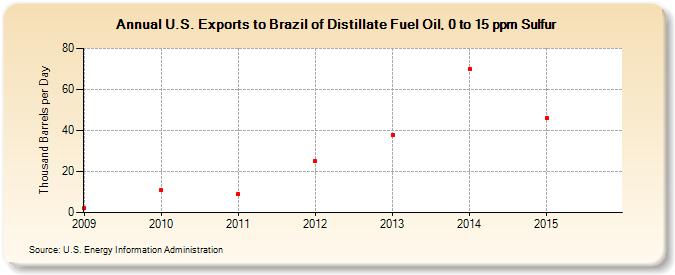 Annual U.S. Exports to Brazil of Distillate Fuel Oil, 0 to 15 ppm Sulfur
Thousand Barrels per Day
80
60
40
20
0
2009 2010 2011 2012 2013 2014 2015
Source: U.S. Energy Information Administration